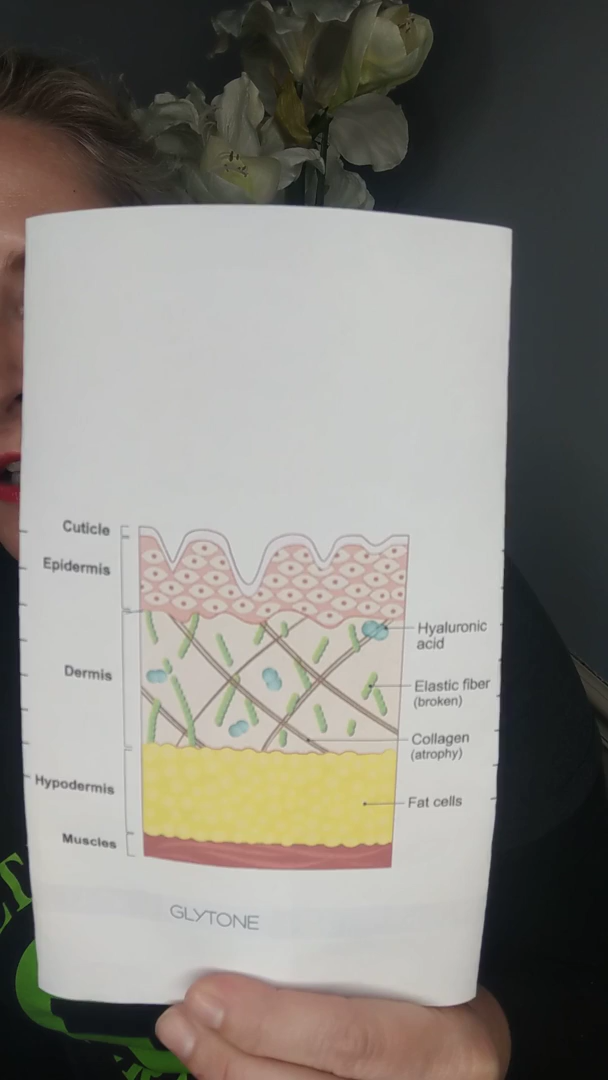 Cuticle
Epidermis
Dermis
Hypodermis
Muscles
Hyaluronic
acid
Elastic fiber
(broken)
Collagen
(atrophy)
Fat cells
GLYTONE